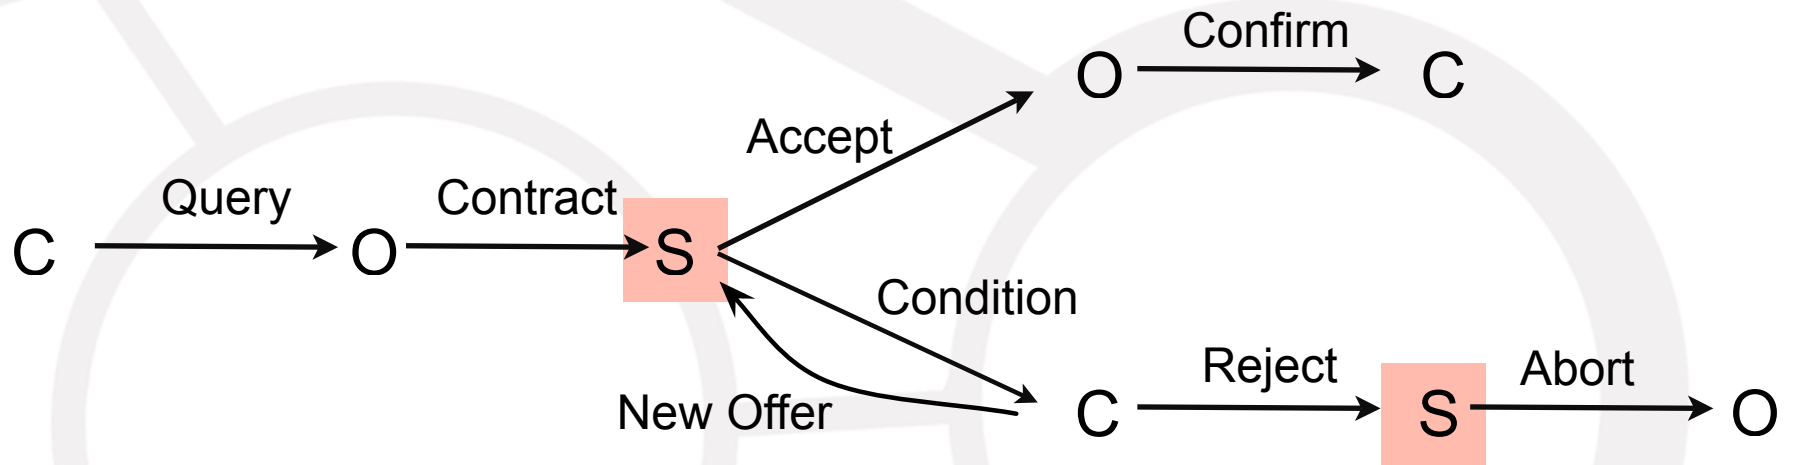 Confirm
O
C
Accept
Query
Contract
C
O
S
Condition
Reject
Abort
New Offer
C
S
O